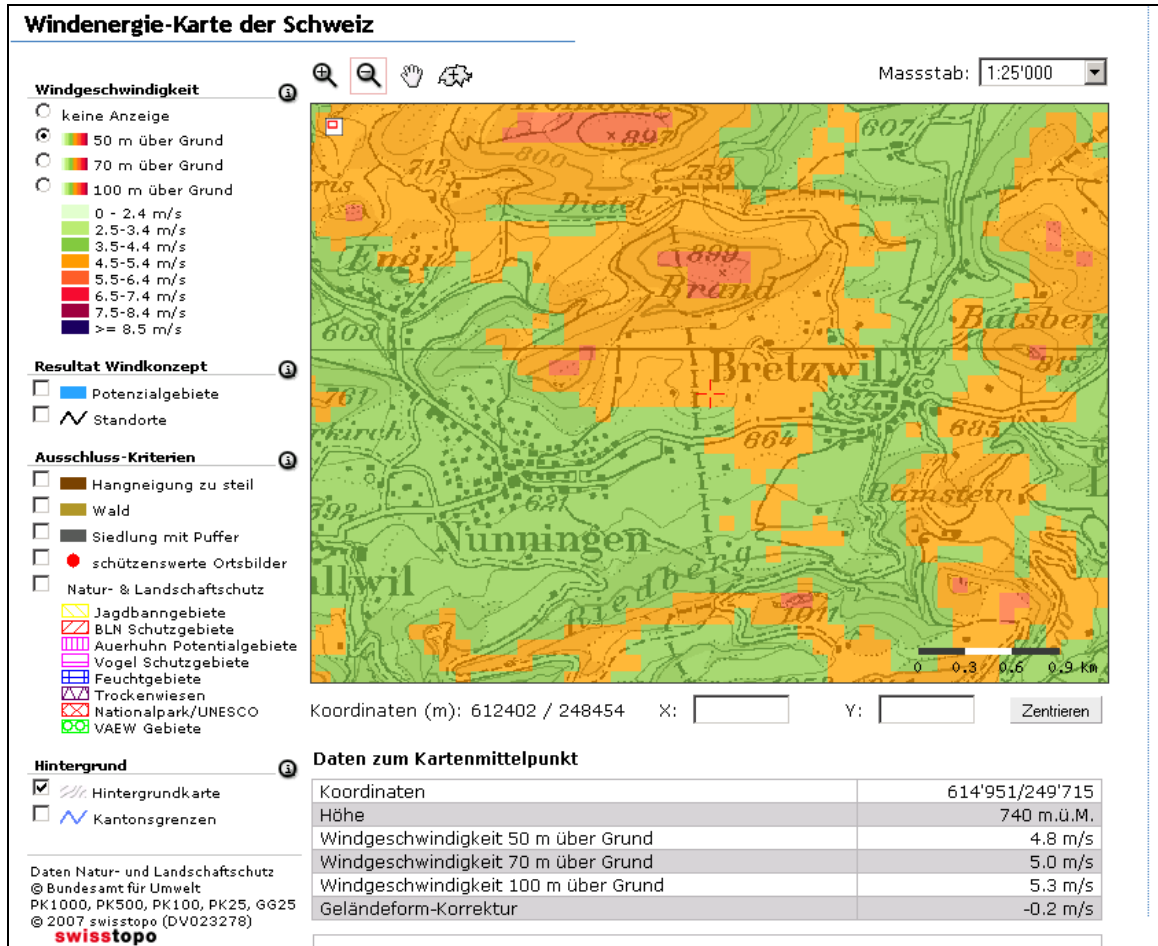 Windenergie-Karte der Schweiz
Massstab: 1:25'000
Windgeschwindigkeit
keine Anzeige
50 m über Grund
70 m über Grund
100 m über Grund
0 - 2.4 m/s
2.5-3.4 m/s
3.5-4.4 m/s
4.5-5.4 m/s
5.5-6.4 m/s
6.5-7.4 m/s
7.5-8.4 m/s
>= 8.5 m/s
Resultat Windkonzept
Potenzialgebiete
Standorte
Ausschluss-Kriterien
Hangneigung zu steil
Wald
Siedlung mit Puffer
schützenswerte Ortsbilder
Natur- & Landschaftschutz
Jagdbanngebiete
BLN Schutzgebiete
Auerhuhn Potentialgebiete
Vogel Schutzgebiete
Feuchtgebiete
Trockenwiesen
Nationalpark/UNESCO
VAEW Gebiete
Hintergrund
Hintergrundkarte
Kantonsgrenzen
Daten Natur- und Landschaftschutz
© Bundesamt für Umwelt
PK1000, PK500, PK100, PK25, GG25
© 2007 swisstopo (DV023278)
swisstopo
897
607
800
712
759
Dietel
Engi
899
Brand
603
Balsberg
Bretzwil
813
761
637
kirch
664
685
Ramstein
592
621
Nunningen
llwil
Riedberg
0 0.3 0.6 0.9 km
Koordinaten (m): 612402 / 248454 X: Y: Zentrieren
Daten zum Kartenmittelpunkt
Koordinaten 614'951/249'715
Höhe 740 m.ü.M.
Windgeschwindigkeit 50 m über Grund 4.8 m/s
Windgeschwindigkeit 70 m über Grund 5.0 m/s
Windgeschwindigkeit 100 m über Grund 5.3 m/s
Geländeform-Korrektur -0.2 m/s